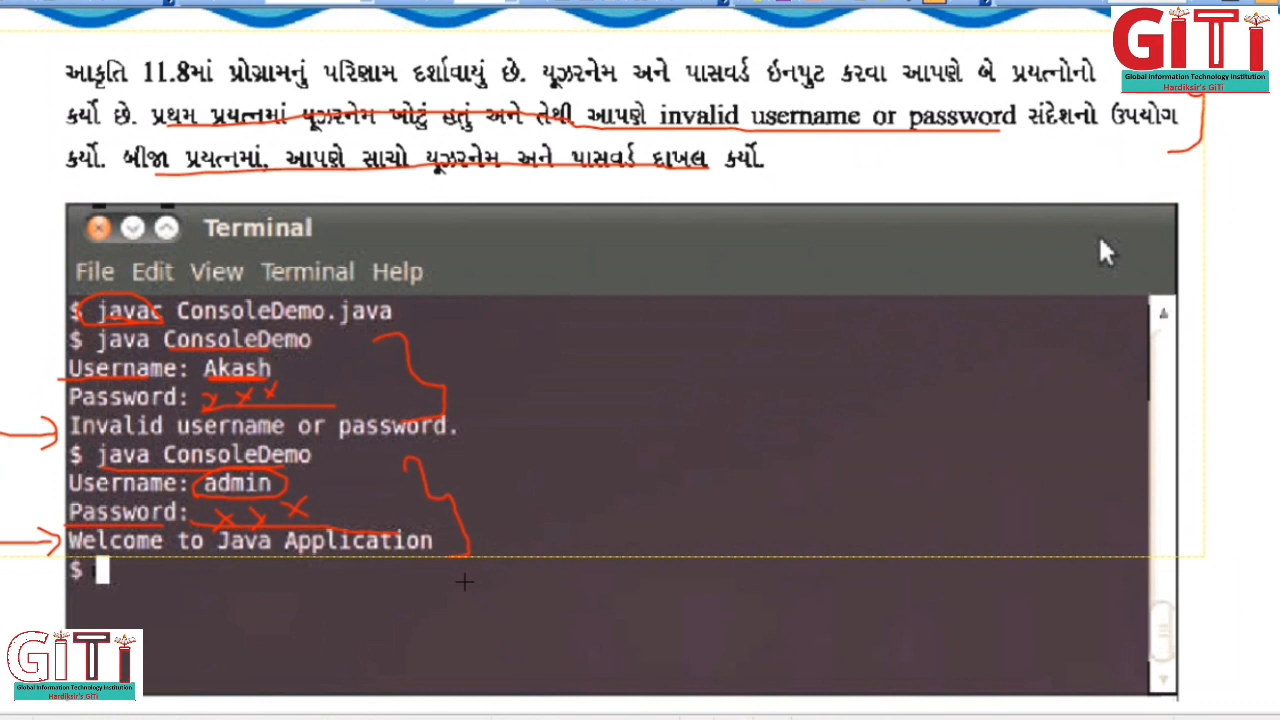 GiTi
Global Information Technology Institution
Hardiksir's GiTi
આકૃતિ 11.8માં પ્રોગ્રામનું પરિણામ દર્શાવાયું છે. યૂઝરનેમ અને પાસવર્ડ ઇનપુટ કરવા આપણે બે પ્રયત્નોનો
કર્યો છે. પ્રથમ પ્રયત્નમાં યૂઝરનેમ ખોટું હતું અને તેથી આપણે invalid username or password સંદેશનો ઉપયોગ
કર્યો. બીજા પ્રયત્નમાં, આપણે સાચો યૂઝરનેમ અને પાસવર્ડ દાખલ કર્યો.
Terminal
File Edit View Terminal Help
$ javac ConsoleDemo.java
$ java ConsoleDemo
Username: Akash
Password: x x x
Invalid username or password.
$ java ConsoleDemo
Username: admin
Password: x x x
Welcome to Java Application
$
GiTi
Global Information Technology Institution
Hardiksir's GiTi